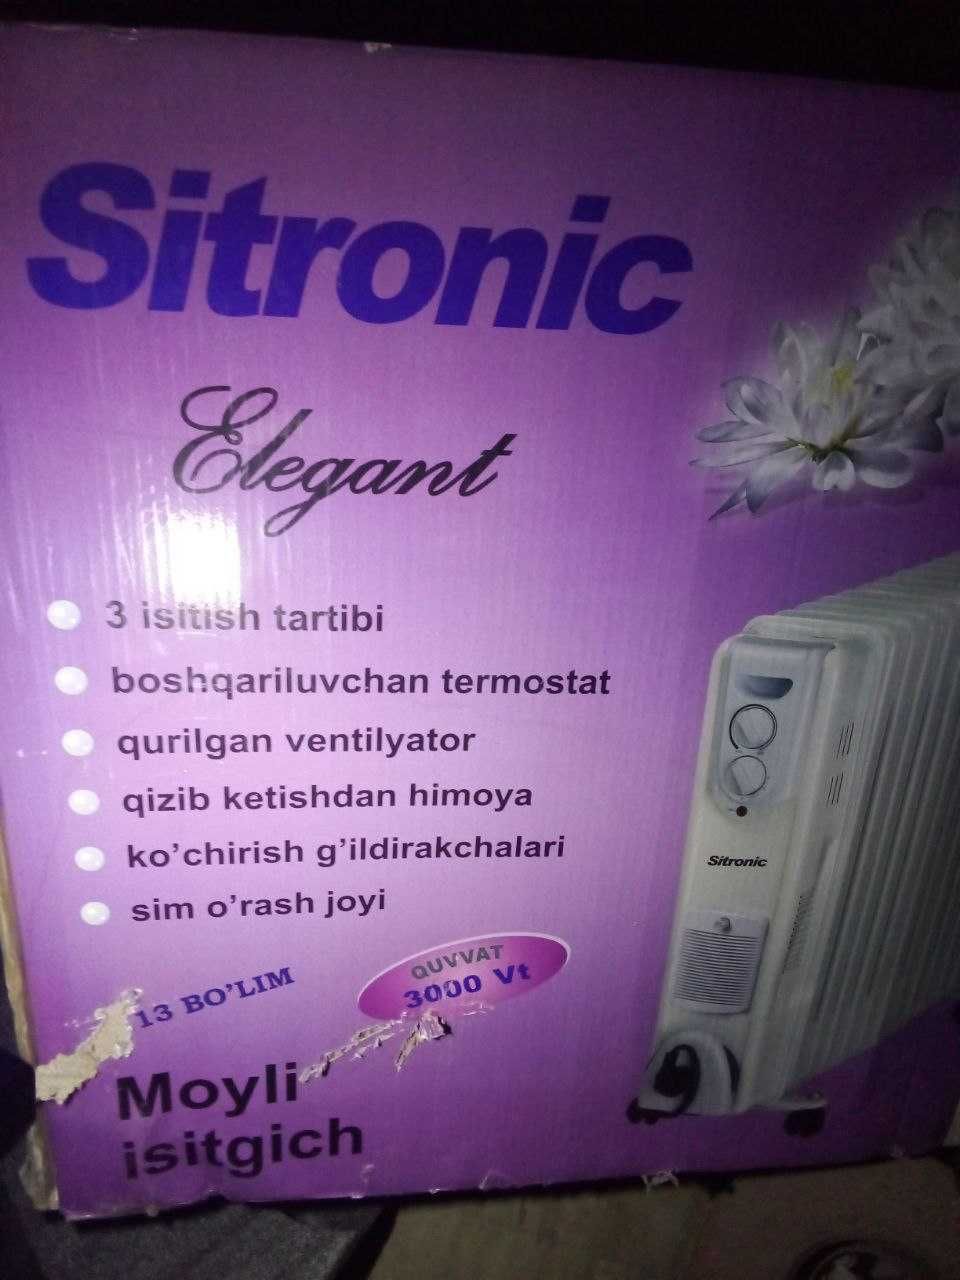 Sitronic
Elegant
3 isitish tartibi
boshqariluvchan termostat
qurilgan ventilyator
qizib ketishdan himoya
ko’chirish g’ildirakchalari
sim o’rash joyi
13 BO’LIM
QUVVAT
3000 Vt
Moyli
isitgich
Sitronic